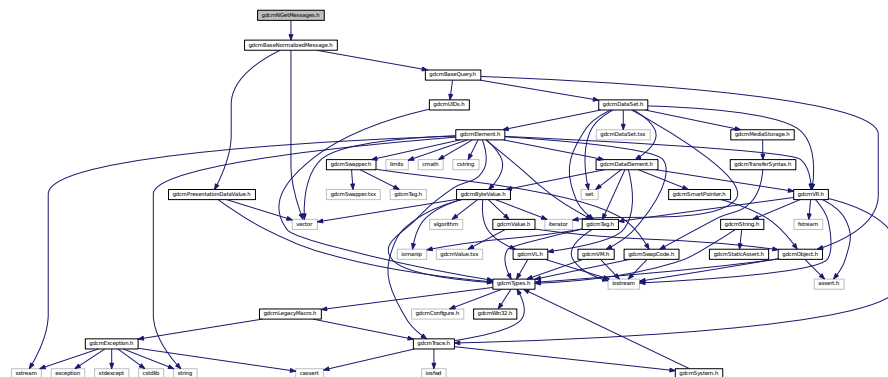 gdcmNGetMessages.h
gdcmBaseNormalizedMessage.h
gdcmBaseQuery.h
gdcmUIDs.h
gdcmDataSet.h
gdcmElement.h
gdcmDataSet.txx
gdcmMediaStorage.h
gdcmSwapper.h
limits
cmath
cstring
gdcmDataElement.h
gdcmTransferSyntax.h
gdcmPresentationDataValue.h
gdcmSwapper.txx
gdcmTag.h
gdcmByteValue.h
set
gdcmSmartPointer.h
gdcmVR.h
vector
algorithm
gdcmValue.h
iterator
gdcmTag.h
gdcmString.h
fstream
iomanip
gdcmValue.txx
gdcmVL.h
gdcmVM.h
gdcmSwapCode.h
gdcmStaticAssert.h
gdcmObject.h
gdcmTypes.h
iostream
assert.h
gdcmLegacyMacro.h
gdcmConfigure.h
gdcmWin32.h
gdcmException.h
gdcmTrace.h
sstream
exception
stdexcept
cstdlib
string
cassert
iosfwd
gdcmSystem.h